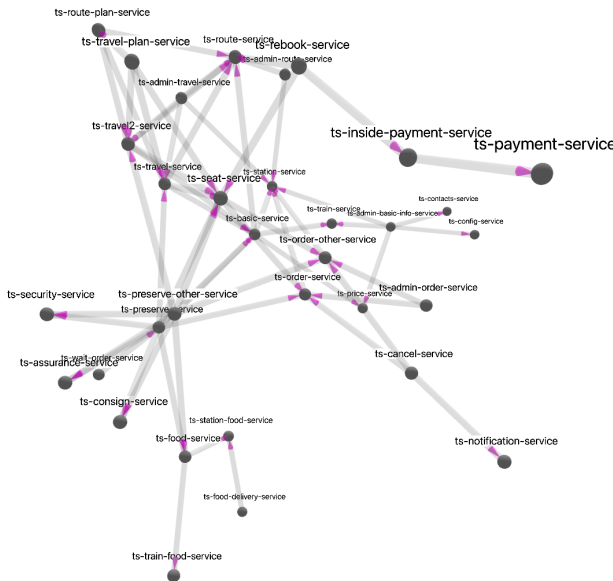 ts-route-plan-service
ts-travel-plan-service
ts-route-service
ts-rebook-service
ts-admin-route-service
ts-admin-travel-service
ts-travel2-service
ts-inside-payment-service
ts-payment-service
ts-travel-service
ts-station-service
ts-seat-service
ts-contacts-service
ts-basic-service
ts-train-service
ts-admin-basic-info-service
ts-config-service
ts-order-other-service
ts-order-service
ts-security-service
ts-preserve-other-service
ts-price-service
ts-admin-order-service
ts-preserve-service
ts-wait-order-service
ts-assurance-service
ts-cancel-service
ts-consign-service
ts-station-food-service
ts-food-service
ts-notification-service
ts-food-delivery-service
ts-train-food-service